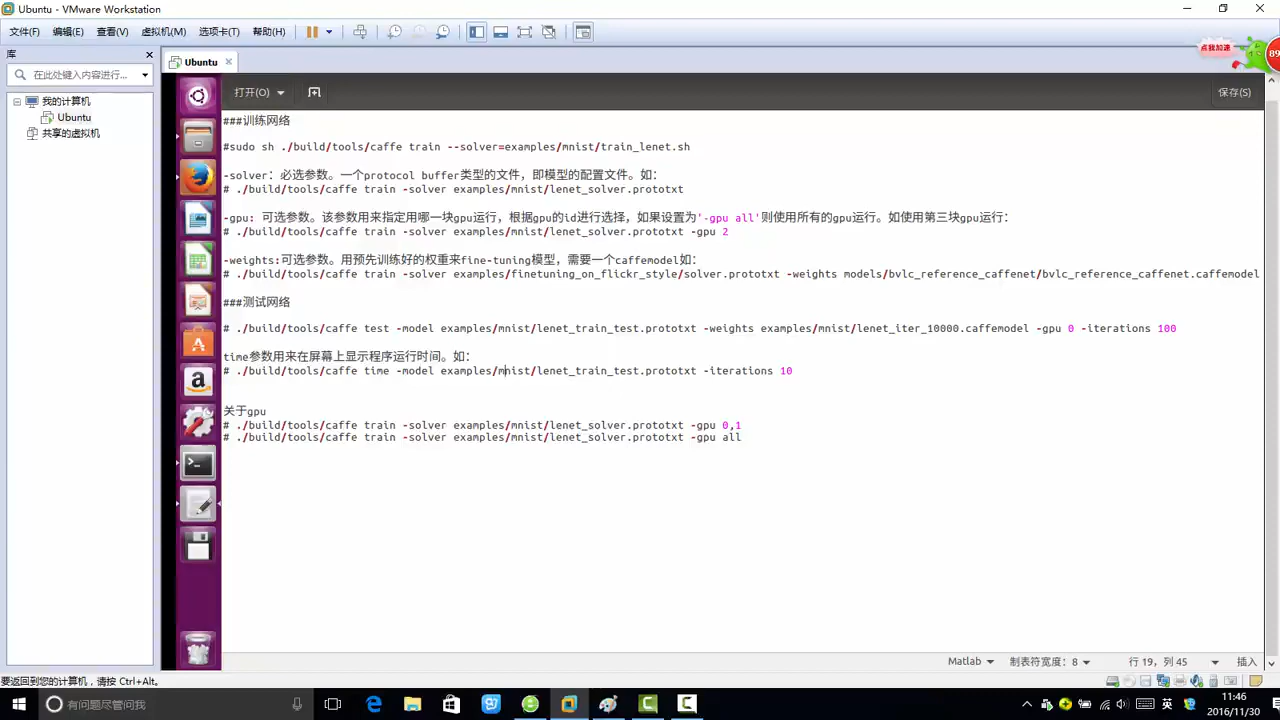 Ubuntu - VMware Workstation
文件(F) 编辑(E) 查看(V) 虚拟机(M) 选项卡(T) 帮助(H)
点我加速
89
库
Ubuntu
在此处键入内容进行...
我的计算机
Ubuntu
共享的虚拟机
打开(O) 保存(S)
###训练网络
#sudo sh ./build/tools/caffe train --solver=examples/mnist/train_lenet.sh
-solver: 必选参数。一个protocol buffer类型的文件，即模型的配置文件。如:
# ./build/tools/caffe train -solver examples/mnist/lenet_solver.prototxt
-gpu: 可选参数。该参数用来指定用哪一块gpu运行，根据gpu的id进行选择，如果设置为'-gpu all'则使用所有的gpu运行。如使用第三块gpu运行:
# ./build/tools/caffe train -solver examples/mnist/lenet_solver.prototxt -gpu 2
-weights:可选参数。用预先训练好的权重来fine-tuning模型，需要一个caffemodel如:
# ./build/tools/caffe train -solver examples/finetuning_on_flickr_style/solver.prototxt -weights models/bvlc_reference_caffenet/bvlc_reference_caffenet.caffemodel
###测试网络
# ./build/tools/caffe test -model examples/mnist/lenet_train_test.prototxt -weights examples/mnist/lenet_iter_10000.caffemodel -gpu 0 -iterations 100
time参数用来在屏幕上显示程序运行时间。如:
# ./build/tools/caffe time -model examples/mnist/lenet_train_test.prototxt -iterations 10
关于gpu
# ./build/tools/caffe train -solver examples/mnist/lenet_solver.prototxt -gpu 0,1
# ./build/tools/caffe train -solver examples/mnist/lenet_solver.prototxt -gpu all
Matlab 制表符宽度: 8 行 19，列 45 插入
要返回到您的计算机，请按 Ctrl+Alt。
有问题尽管问我
英
11:46
2016/11/30